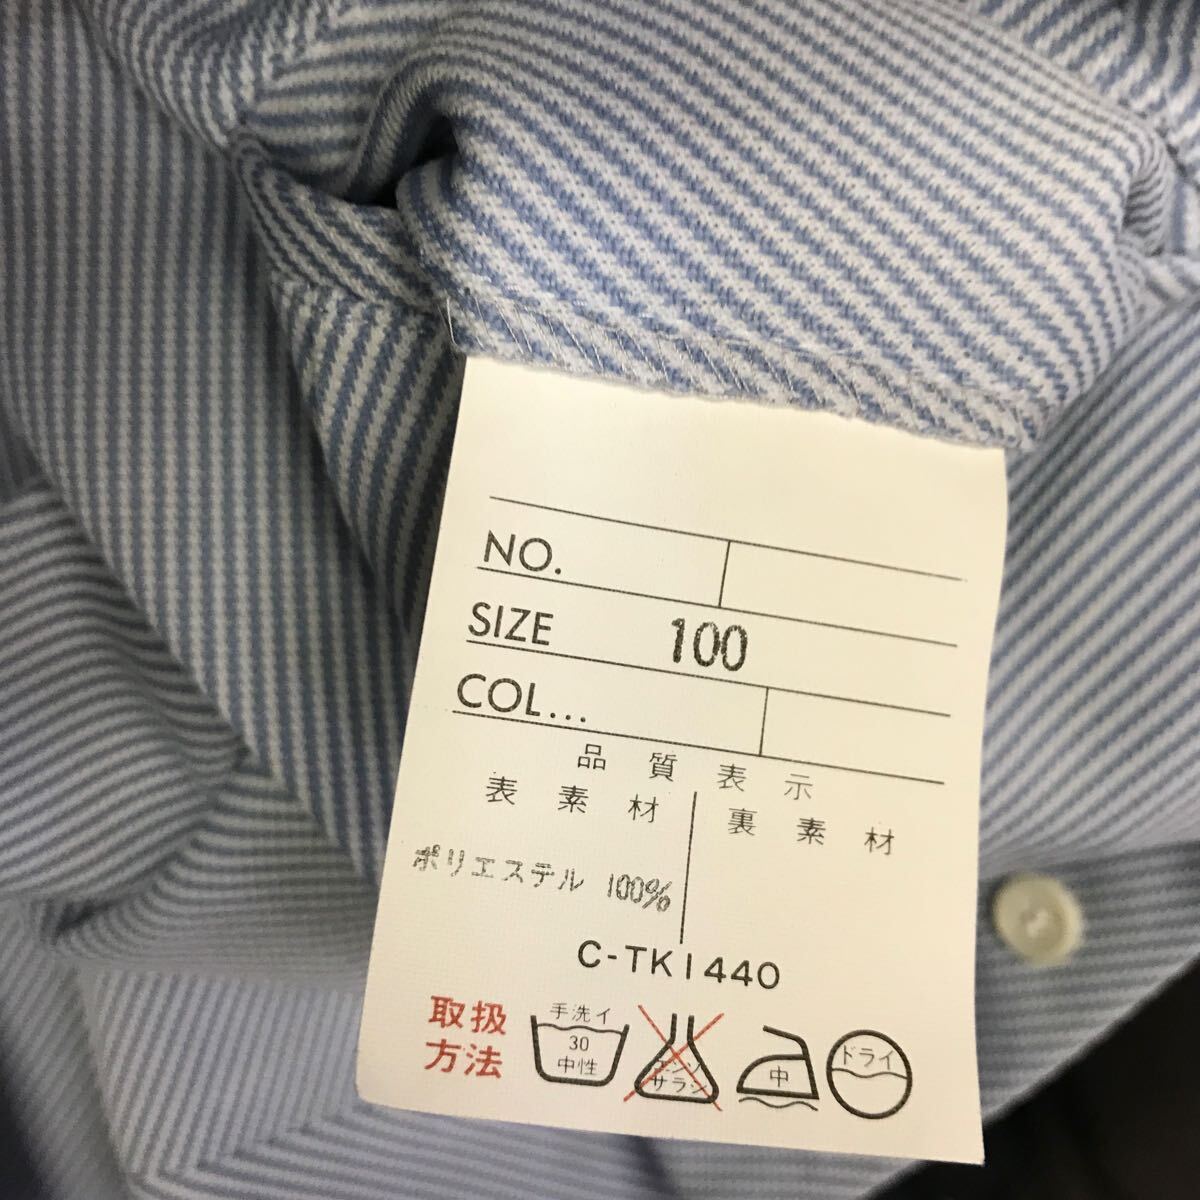 NO.
SIZE 100
COL...
品質表示
表素材 裏素材
ポリエステル 100%
C-TK1440
取扱方法
手洗イ
30
中性
エンソ
サラシ
中
ドライ